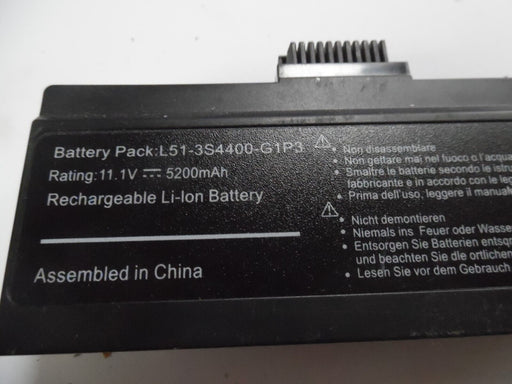 Battery Pack:L51-3S4400-G1P3
Rating:11.1V 5200mAh
Rechargeable Li-Ion Battery
Assembled in China
• Non disassemblare
• Non gettare mai nel fuoco o l'acqua
• Smaltire le batterie secondo le istru
fabbricante e in accordo con le leg
• Prima dell'uso, leggere il manuale
• Nicht demontieren
• Niemals ins Feuer oder Wasse
• Entsorgen Sie Batterien entsq
und beachten Sie die ortlichen
• Lesen Sie vor dem Gebrauch